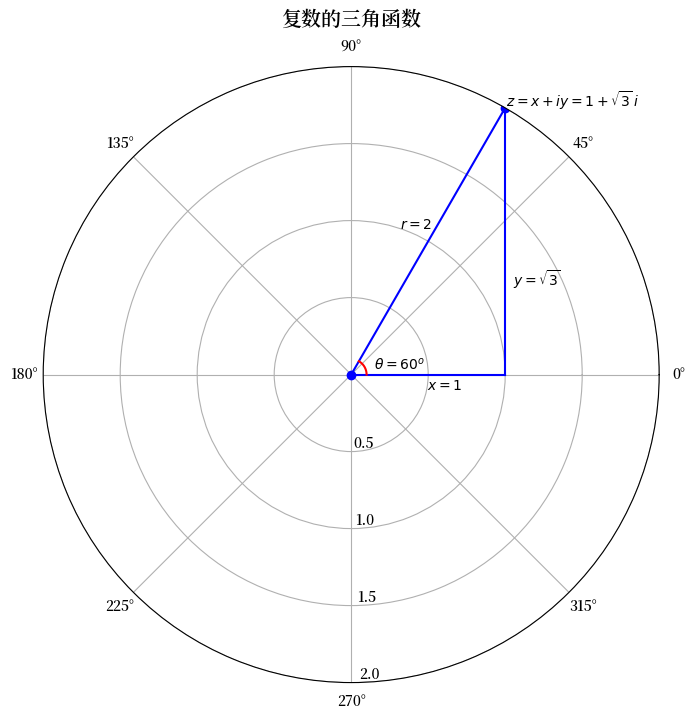 复数的三角函数
90°
z = x + iy = 1 + √3 i
135°
45°
r = 2
y = √3
θ = 60°
180°
0°
x = 1
0.5
1.0
1.5
225°
315°
2.0
270°